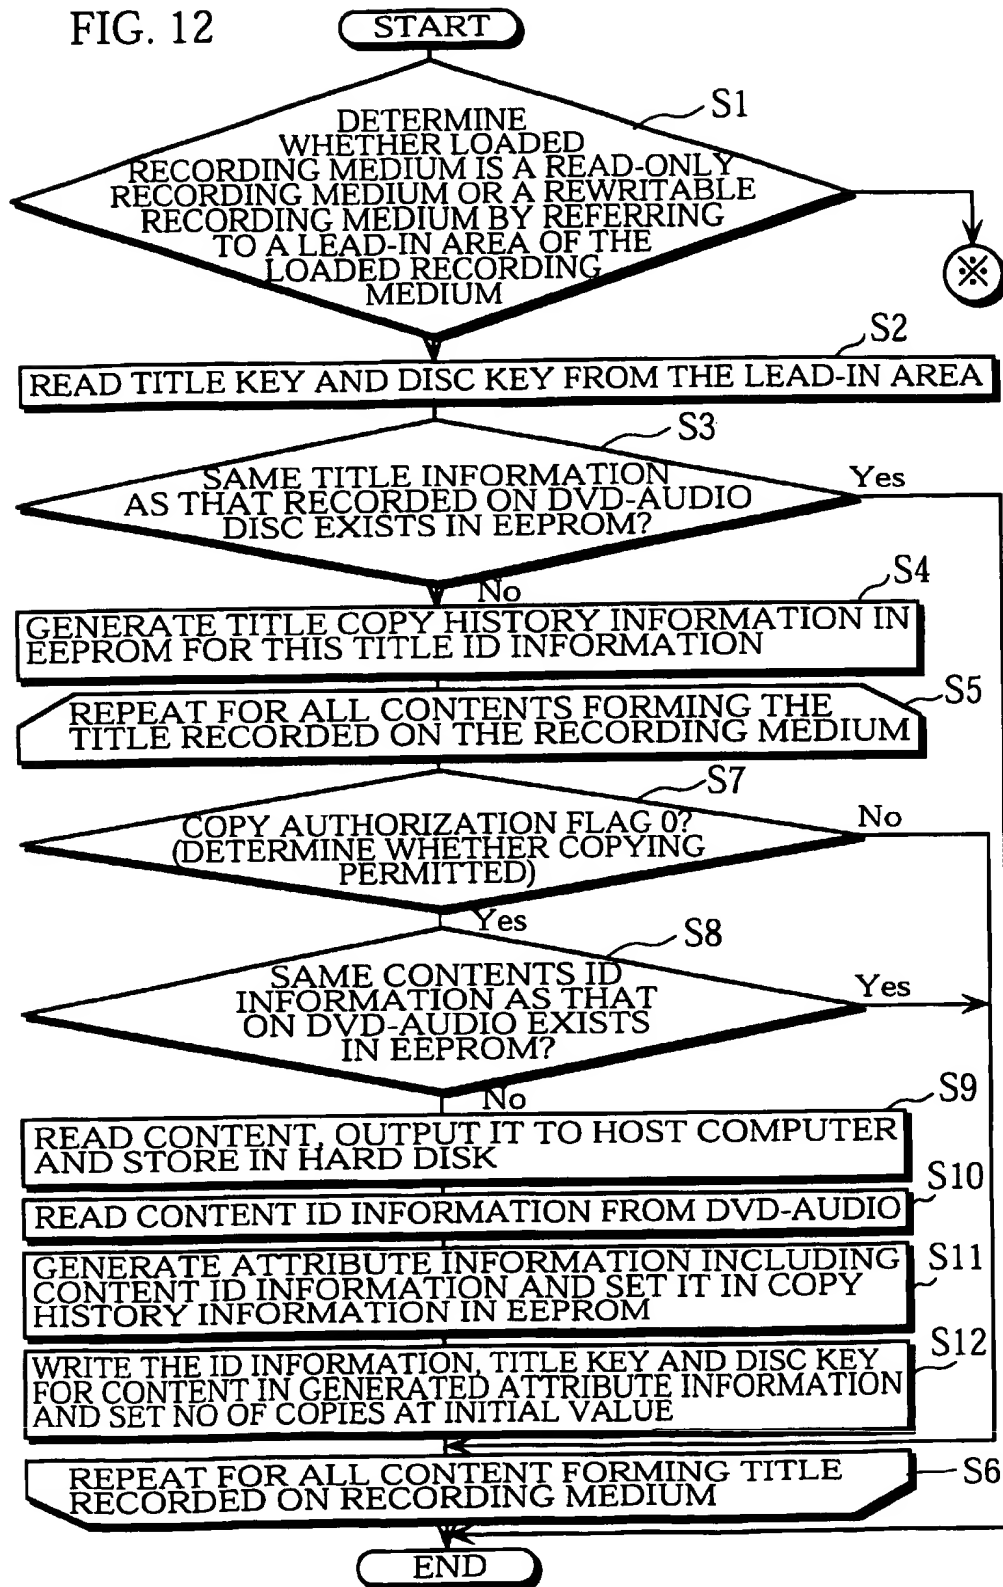 FIG. 12
START
S1
DETERMINE
WHETHER LOADED
RECORDING MEDIUM IS A READ-ONLY
RECORDING MEDIUM OR A REWRITABLE
RECORDING MEDIUM BY REFERRING
TO A LEAD-IN AREA OF THE
LOADED RECORDING
MEDIUM
※
S2
READ TITLE KEY AND DISC KEY FROM THE LEAD-IN AREA
S3
SAME TITLE INFORMATION
AS THAT RECORDED ON DVD-AUDIO
DISC EXISTS IN EEPROM?
Yes
No
S4
GENERATE TITLE COPY HISTORY INFORMATION IN
EEPROM FOR THIS TITLE ID INFORMATION
S5
REPEAT FOR ALL CONTENTS FORMING THE
TITLE RECORDED ON THE RECORDING MEDIUM
S7
COPY AUTHORIZATION FLAG 0?
(DETERMINE WHETHER COPYING
PERMITTED)
No
Yes
S8
SAME CONTENTS ID
INFORMATION AS THAT
ON DVD-AUDIO EXISTS
IN EEPROM?
Yes
No
S9
READ CONTENT, OUTPUT IT TO HOST COMPUTER
AND STORE IN HARD DISK
S10
READ CONTENT ID INFORMATION FROM DVD-AUDIO
S11
GENERATE ATTRIBUTE INFORMATION INCLUDING
CONTENT ID INFORMATION AND SET IT IN COPY
HISTORY INFORMATION IN EEPROM
S12
WRITE THE ID INFORMATION, TITLE KEY AND DISC KEY
FOR CONTENT IN GENERATED ATTRIBUTE INFORMATION
AND SET NO OF COPIES AT INITIAL VALUE
S6
REPEAT FOR ALL CONTENT FORMING TITLE
RECORDED ON RECORDING MEDIUM
END